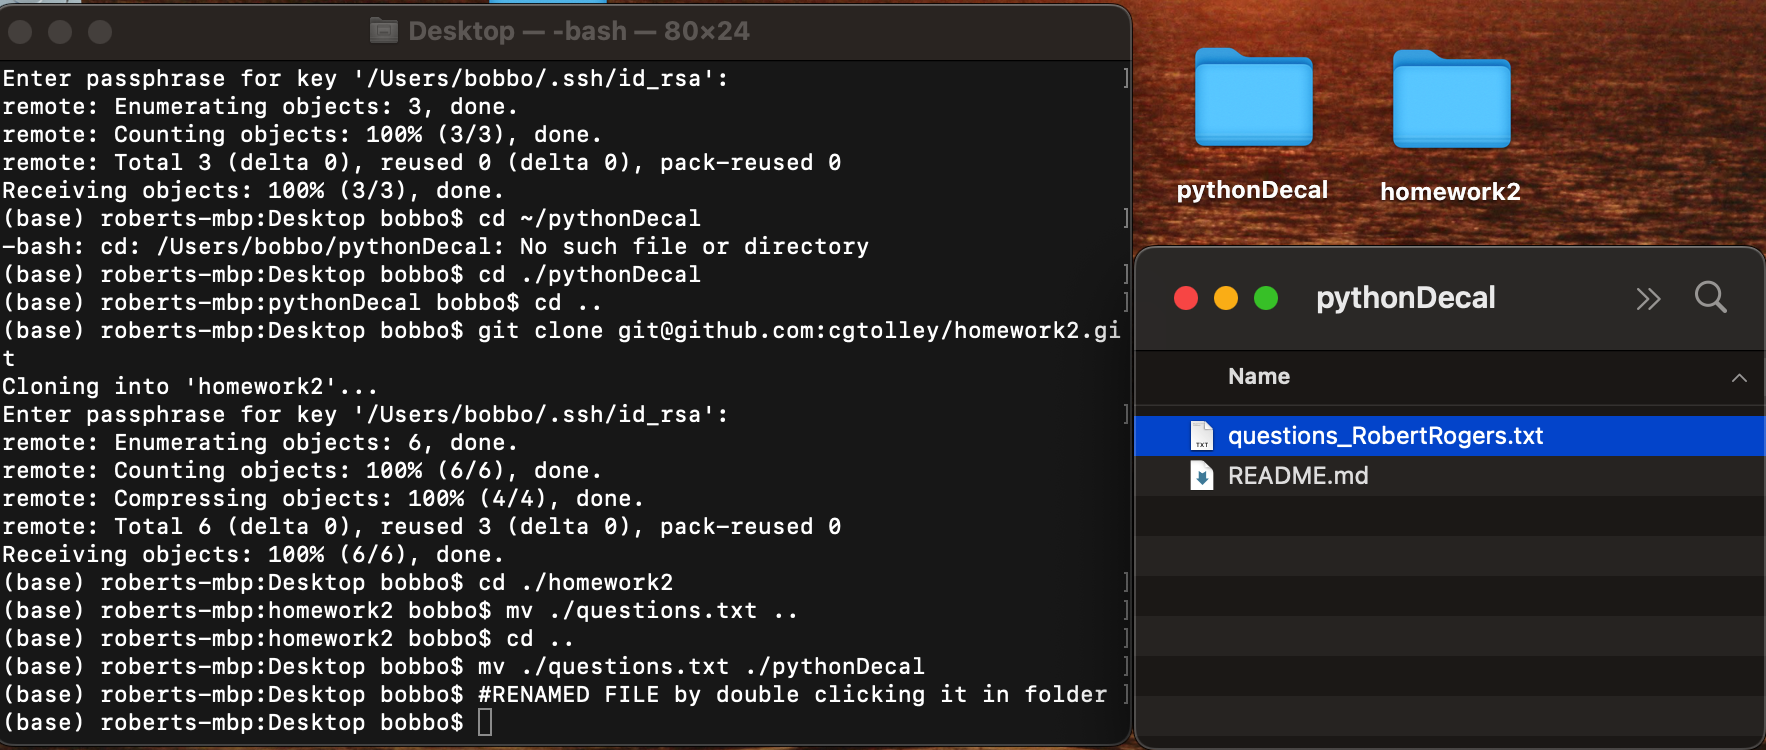 Desktop — -bash — 80×24
Enter passphrase for key '/Users/bobbo/.ssh/id_rsa':
remote: Enumerating objects: 3, done.
remote: Counting objects: 100% (3/3), done.
remote: Total 3 (delta 0), reused 0 (delta 0), pack-reused 0
Receiving objects: 100% (3/3), done.
(base) roberts-mbp:Desktop bobbo$ cd ~/pythonDecal
-bash: cd: /Users/bobbo/pythonDecal: No such file or directory
(base) roberts-mbp:Desktop bobbo$ cd ./pythonDecal
(base) roberts-mbp:pythonDecal bobbo$ cd ..
(base) roberts-mbp:Desktop bobbo$ git clone git@github.com:cgtolley/homework2.gi
t
Cloning into 'homework2'...
Enter passphrase for key '/Users/bobbo/.ssh/id_rsa':
remote: Enumerating objects: 6, done.
remote: Counting objects: 100% (6/6), done.
remote: Compressing objects: 100% (4/4), done.
remote: Total 6 (delta 0), reused 3 (delta 0), pack-reused 0
Receiving objects: 100% (6/6), done.
(base) roberts-mbp:Desktop bobbo$ cd ./homework2
(base) roberts-mbp:homework2 bobbo$ mv ./questions.txt ..
(base) roberts-mbp:homework2 bobbo$ cd ..
(base) roberts-mbp:Desktop bobbo$ mv ./questions.txt ./pythonDecal
(base) roberts-mbp:Desktop bobbo$ #RENAMED FILE by double clicking it in folder
(base) roberts-mbp:Desktop bobbo$
pythonDecal
homework2
pythonDecal
Name
TXT questions_RobertRogers.txt
README.md